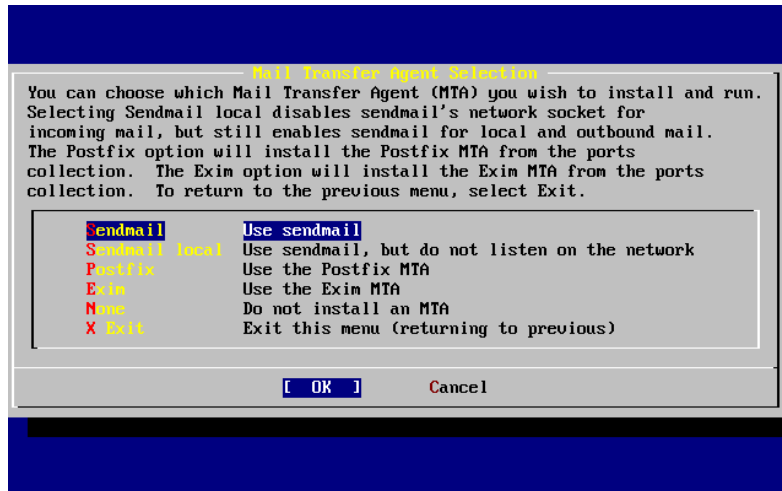 Mail Transfer Agent Selection
You can choose which Mail Transfer Agent (MTA) you wish to install and run.
Selecting Sendmail local disables sendmail's network socket for
incoming mail, but still enables sendmail for local and outbound mail.
The Postfix option will install the Postfix MTA from the ports
collection.  The Exim option will install the Exim MTA from the ports
collection.  To return to the previous menu, select Exit.
Sendmail Use sendmail
Sendmail local Use sendmail, but do not listen on the network
Postfix Use the Postfix MTA
Exim Use the Exim MTA
None Do not install an MTA
X Exit Exit this menu (returning to previous)
[ OK ] Cancel